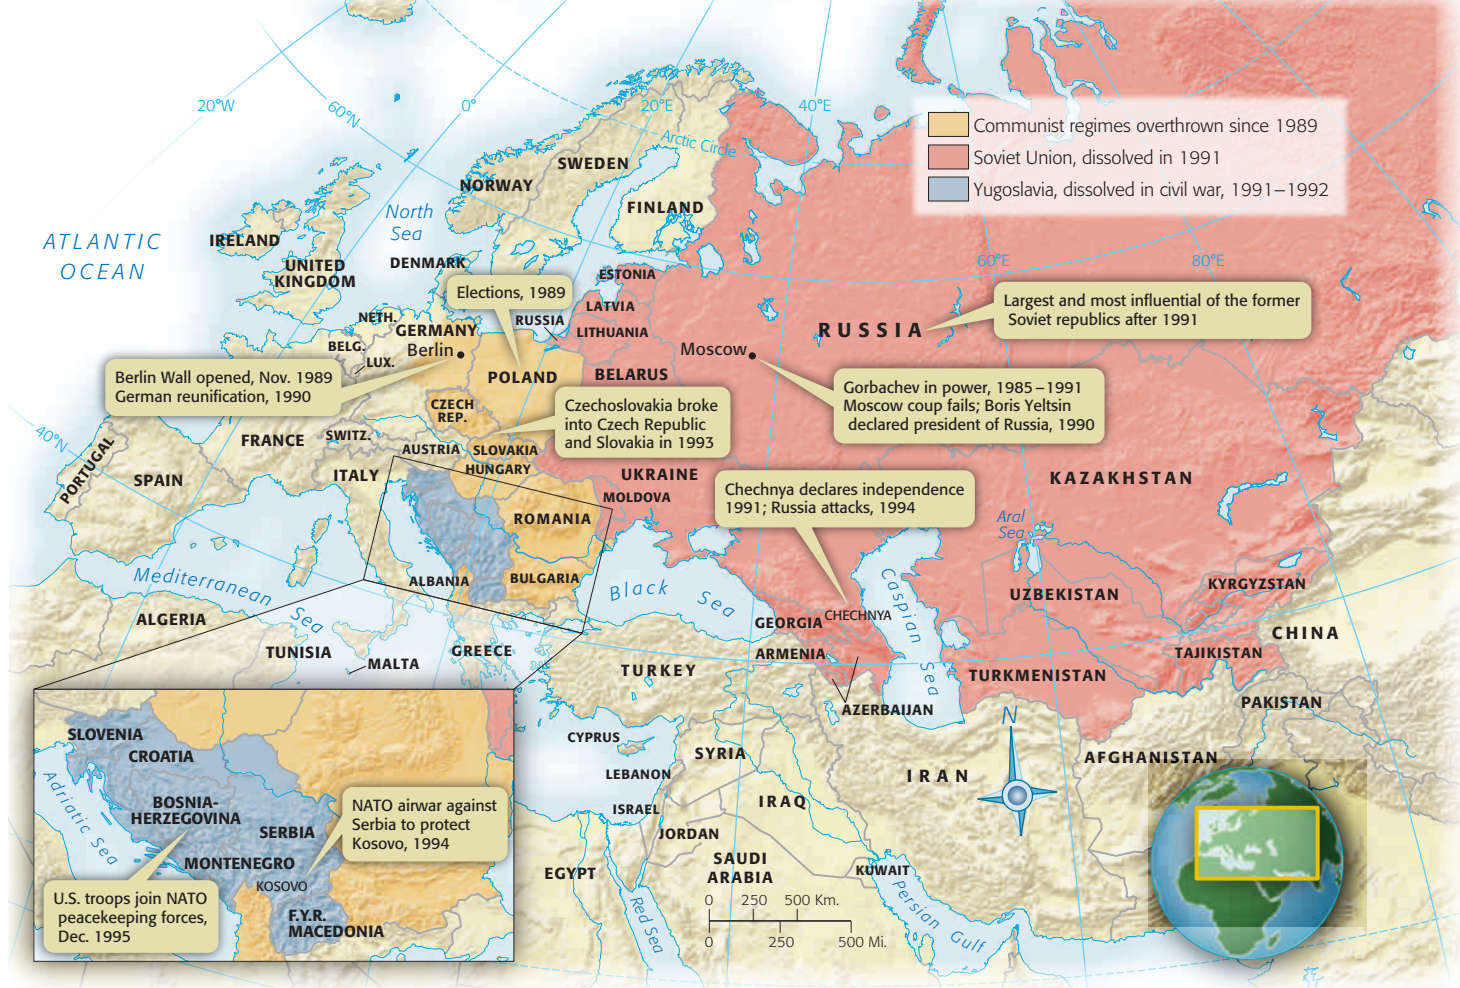 20°W
60°N
0°
20°E
40°E
Arctic Circle
Communist regimes overthrown since 1989
Soviet Union, dissolved in 1991
Yugoslavia, dissolved in civil war, 1991–1992
SWEDEN
NORWAY
FINLAND
North
Sea
ATLANTIC
OCEAN
IRELAND
UNITED
KINGDOM
DENMARK
60°E
80°E
ESTONIA
Elections, 1989
LATVIA
RUSSIA
LITHUANIA
Largest and most influential of the former
Soviet republics after 1991
RUSSIA
NETH.
GERMANY
BELG.
Berlin
LUX.
Moscow
POLAND
BELARUS
Berlin Wall opened, Nov. 1989
German reunification, 1990
Gorbachev in power, 1985–1991
Moscow coup fails; Boris Yeltsin
declared president of Russia, 1990
CZECH
REP.
Czechoslovakia broke
into Czech Republic
and Slovakia in 1993
40°N
FRANCE
SWITZ.
AUSTRIA
SLOVAKIA
HUNGARY
PORTUGAL
SPAIN
ITALY
UKRAINE
MOLDOVA
KAZAKHSTAN
Chechnya declares independence
1991; Russia attacks, 1994
ROMANIA
Aral
Sea
Mediterranean Sea
ALBANIA
BULGARIA
Black Sea
Caspian Sea
UZBEKISTAN
KYRGYZSTAN
ALGERIA
GEORGIA
CHECHNYA
CHINA
TUNISIA
MALTA
GREECE
ARMENIA
TAJIKISTAN
TURKEY
TURKMENISTAN
AZERBAIJAN
PAKISTAN
N
CYPRUS
SYRIA
AFGHANISTAN
LEBANON
IRAN
ISRAEL
IRAQ
JORDAN
EGYPT
SAUDI
ARABIA
KUWAIT
Red Sea
Persian Gulf
0 250 500 Km.
0 250 500 Mi.
SLOVENIA
CROATIA
Adriatic Sea
BOSNIA-
HERZEGOVINA
SERBIA
NATO airwar against
Serbia to protect
Kosovo, 1994
MONTENEGRO
KOSOVO
U.S. troops join NATO
peacekeeping forces,
Dec. 1995
F.Y.R.
MACEDONIA